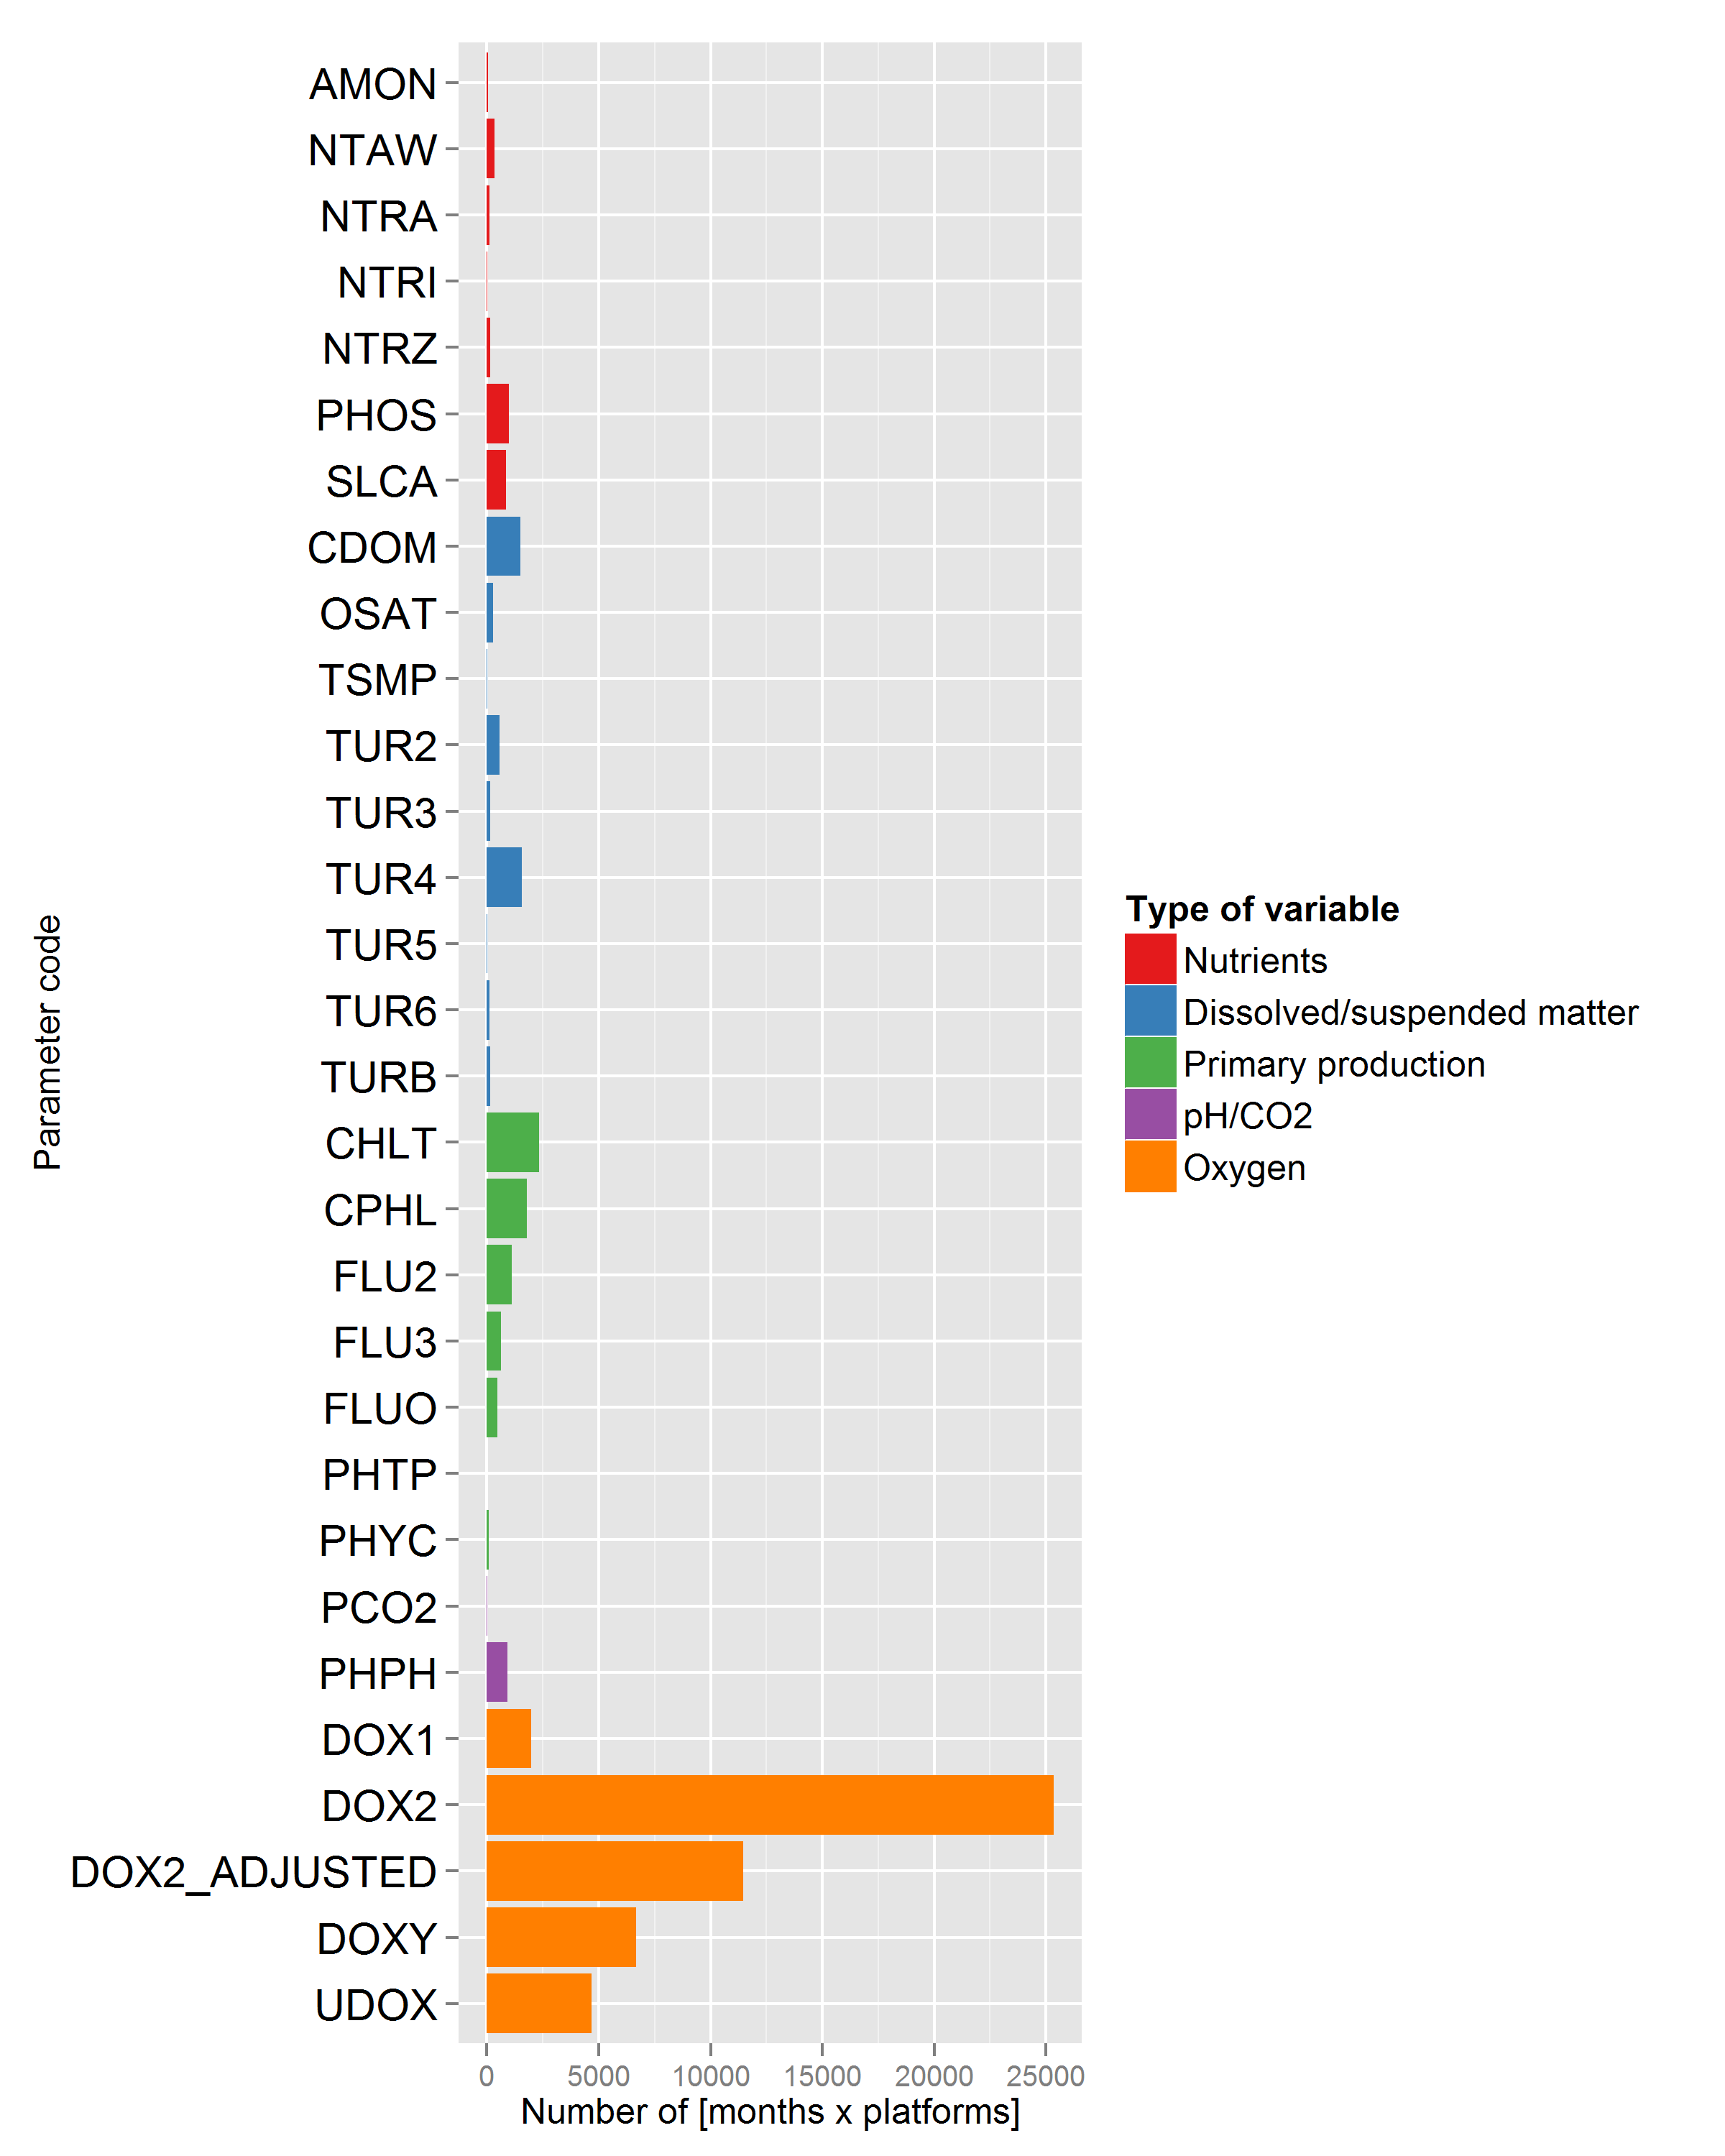 AMON
NTAW
NTRA
NTRI
NTRZ
PHOS
SLCA
CDOM
OSAT
TSMP
TUR2
TUR3
TUR4
TUR5
TUR6
TURB
CHLT
CPHL
FLU2
FLU3
FLUO
PHTP
PHYC
PCO2
PHPH
DOX1
DOX2
DOX2_ADJUSTED
DOXY
UDOX
Parameter code
0 5000 10000 15000 20000 25000
Number of [months x platforms]
Type of variable
Nutrients
Dissolved/suspended matter
Primary production
pH/CO2
Oxygen